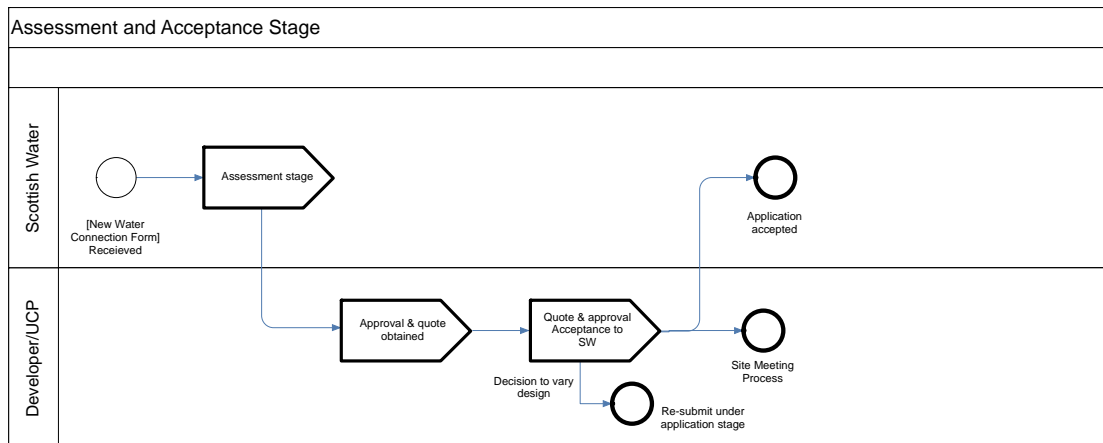 Assessment and Acceptance Stage
Scottish Water
Assessment stage
[New Water
Connection Form]
Receieved
Application
accepted
Developer/UCP
Approval & quote
obtained
Quote & approval
Acceptance to
SW
Site Meeting
Process
Decision to vary
design
Re-submit under
application stage